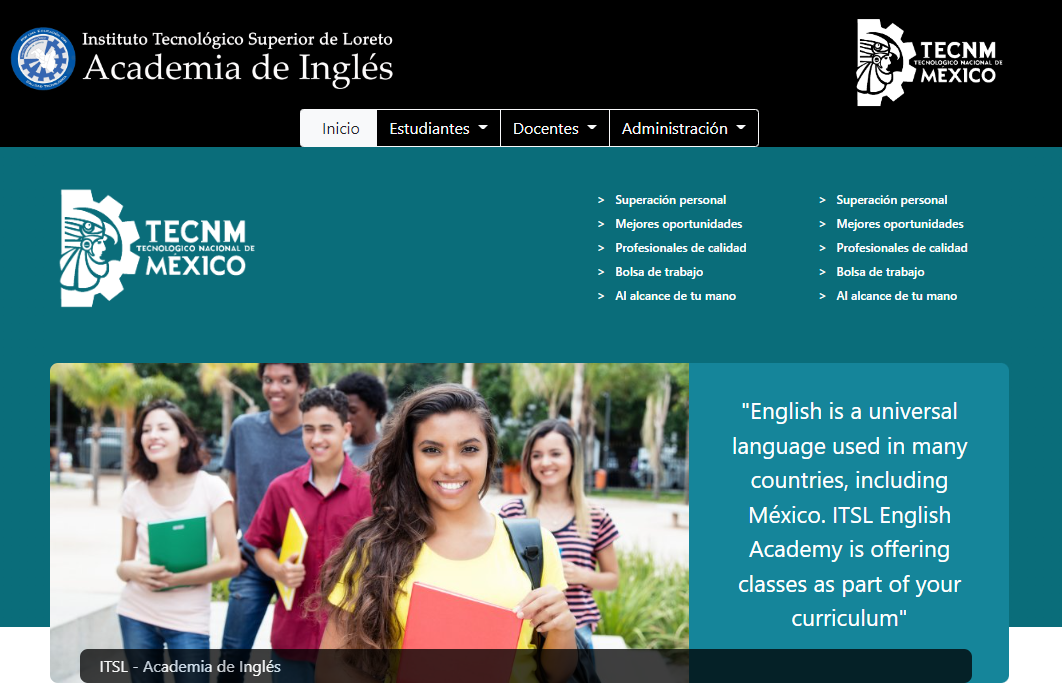 Instituto Tecnológico Superior de Loreto
Academia de Inglés
TECNM
TECNOLÓGICO NACIONAL DE
MÉXICO
Inicio
Estudiantes
Docentes
Administración
TECNM
TECNOLÓGICO NACIONAL DE
MÉXICO
> Superación personal
> Mejores oportunidades
> Profesionales de calidad
> Bolsa de trabajo
> Al alcance de tu mano
> Superación personal
> Mejores oportunidades
> Profesionales de calidad
> Bolsa de trabajo
> Al alcance de tu mano
"English is a universal
language used in many
countries, including
México. ITSL English
Academy is offering
classes as part of your
curriculum"
ITSL - Academia de Inglés